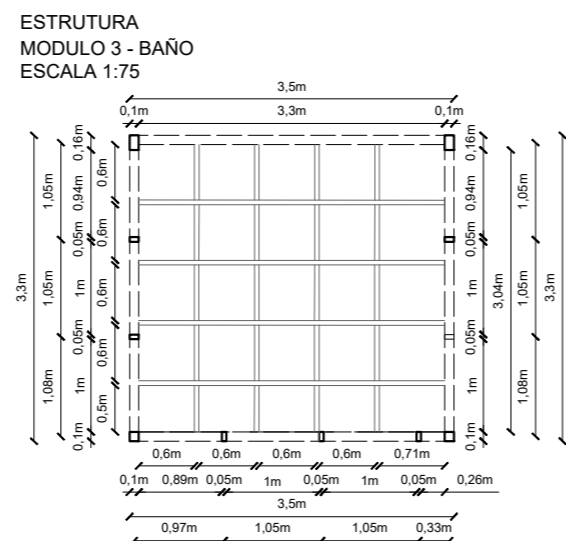 ESTRUTURA
MODULO 3 - BAÑO
ESCALA 1:75
3,5m
0,1m 3,3m 0,1m
3,3m
1,05m
1,05m
1,08m
0,16m
0,94m
0,05m
1m
0,05m
1m
0,1m
0,6m
0,6m
0,6m
0,6m
0,5m
0,16m
0,94m
0,05m
1m
0,05m
1m
0,1m
3,04m
1,05m
1,05m
1,08m
3,3m
0,6m 0,6m 0,6m 0,6m 0,71m
0,1m 0,89m 0,05m 1m 0,05m 1m 0,05m 0,26m
3,5m
0,97m 1,05m 1,05m 0,33m